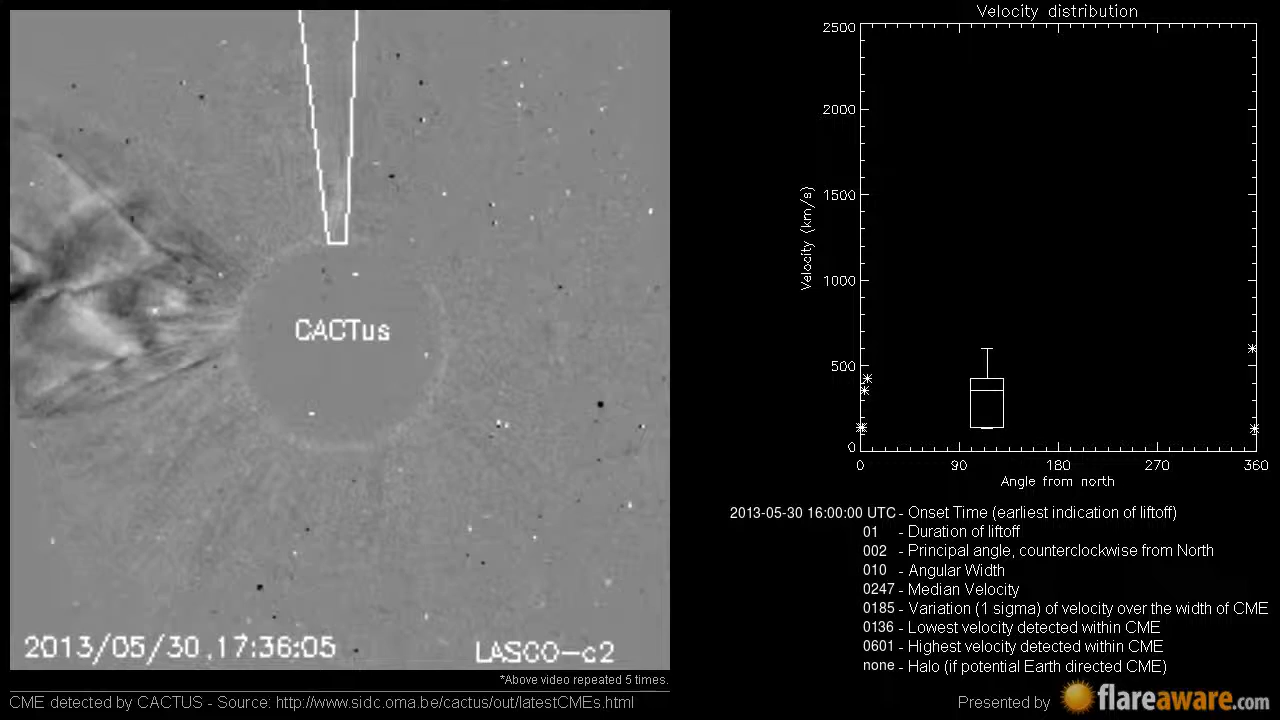 CACTus
2013/05/30 ,17:36:05 LASCO-c2
*Above video repeated 5 times.
CME detected by CACTUS - Source: http://www.sidc.oma.be/cactus/out/latestCMEs.html
Velocity distribution
Velocity (km/s)
2500
2000
1500
1000
500
0
0 90 180 270 360
Angle from north
2013-05-30 16:00:00 UTC - Onset Time (earliest indication of liftoff)
01 - Duration of liftoff
002 - Principal angle, counterclockwise from North
010 - Angular Width
0247 - Median Velocity
0185 - Variation (1 sigma) of velocity over the width of CME
0136 - Lowest velocity detected within CME
0601 - Highest velocity detected within CME
none - Halo (if potential Earth directed CME)
Presented by flareaware.com